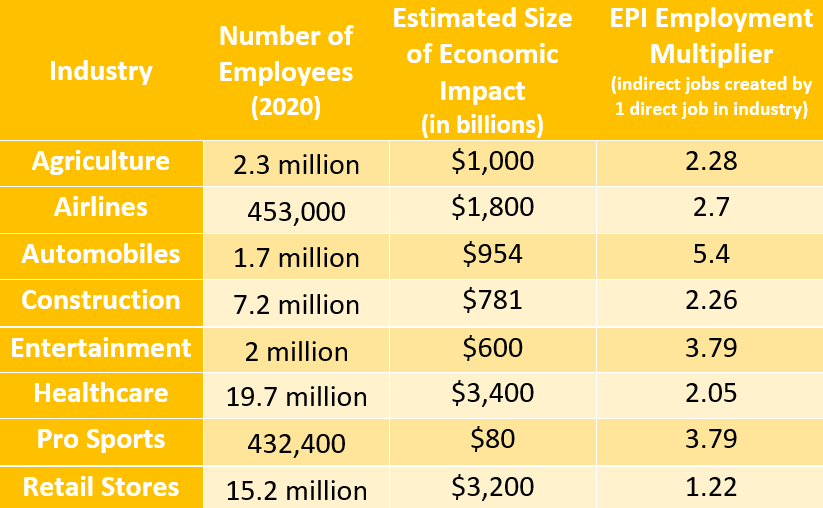 Industry
Number of
Employees
(2020)
Estimated Size
of Economic
Impact
(in billions)
EPI Employment
Multiplier
(indirect jobs created by
1 direct job in industry)
Agriculture 2.3 million $1,000 2.28
Airlines 453,000 $1,800 2.7
Automobiles 1.7 million $954 5.4
Construction 7.2 million $781 2.26
Entertainment 2 million $600 3.79
Healthcare 19.7 million $3,400 2.05
Pro Sports 432,400 $80 3.79
Retail Stores 15.2 million $3,200 1.22